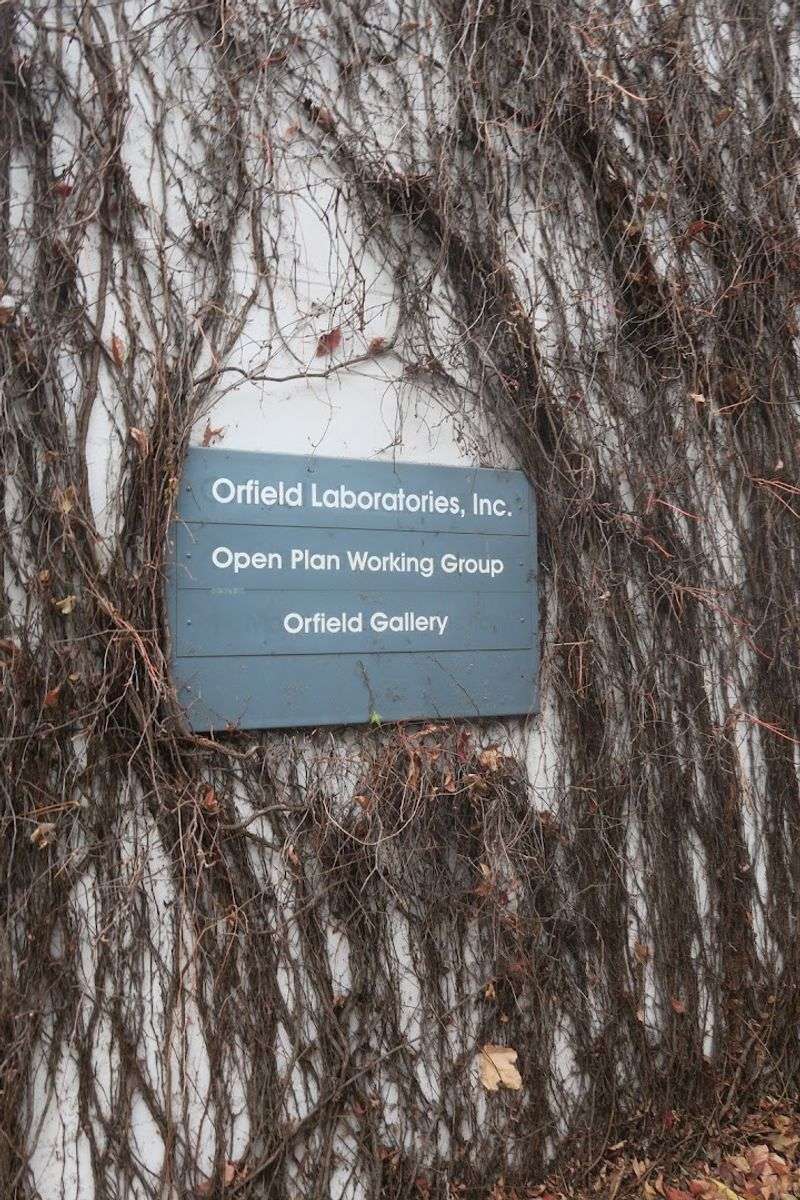 Orfield Laboratories, Inc.
Open Plan Working Group
Orfield Gallery